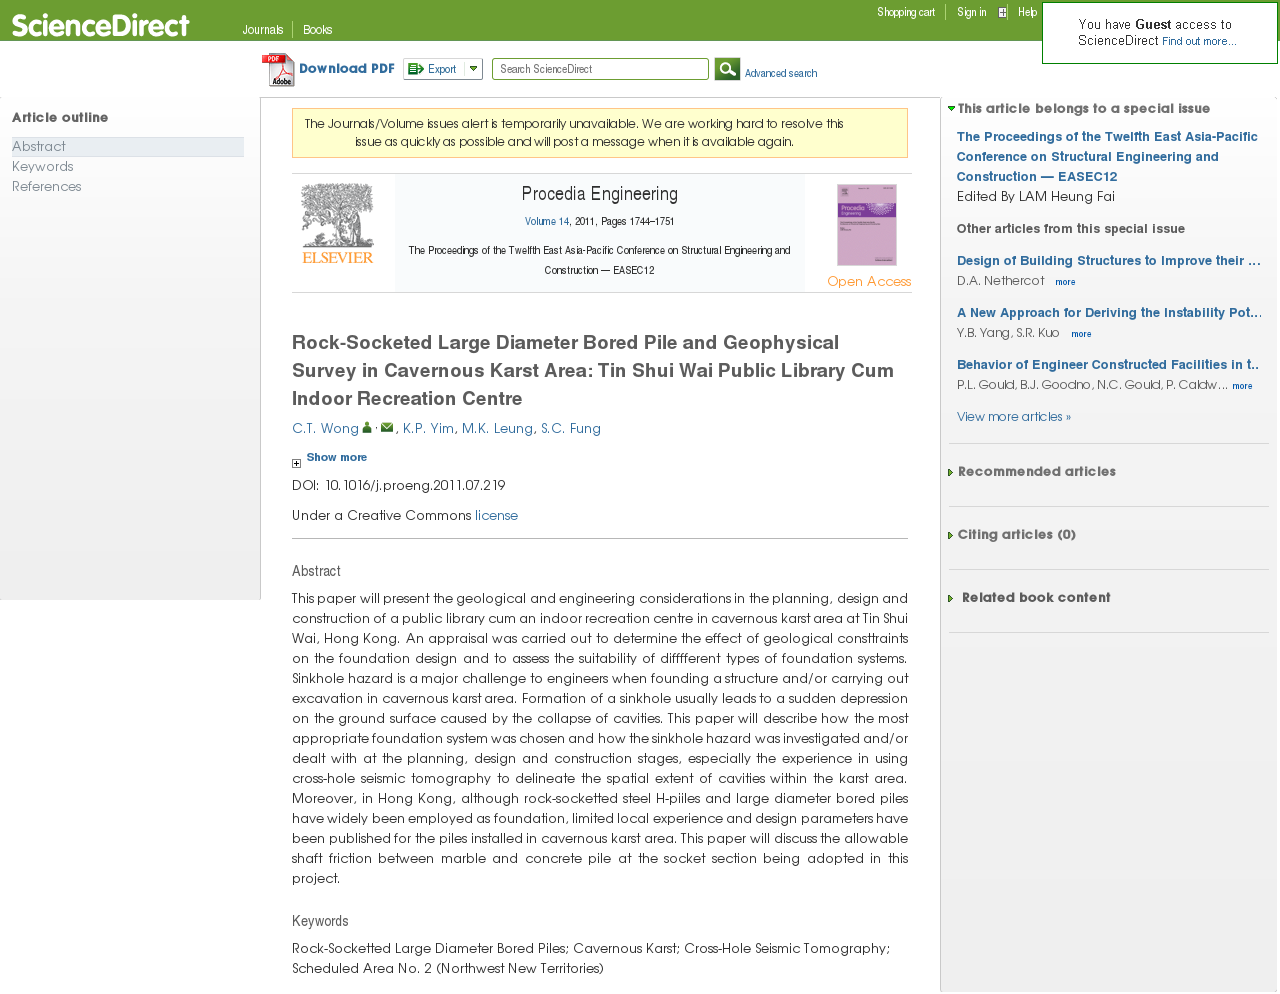 ScienceDirect
Journals
Books
Shopping cart
Sign in
Help
You have Guest access to
ScienceDirect Find out more...
PDF
Adobe
Download PDF
Export
Search ScienceDirect
Advanced search
Article outline
Abstract
Keywords
References
The Journals/Volume issues alert is temporarily unavailable. We are working hard to resolve this
issue as quickly as possible and will post a message when it is available again.
ELSEVIER
Procedia Engineering
Volume 14, 2011, Pages 1744–1751
The Proceedings of the Twelfth East Asia-Pacific Conference on Structural Engineering and
Construction — EASEC12
Procedia
Engineering
Open Access
Rock-Socketed Large Diameter Bored Pile and Geophysical
Survey in Cavernous Karst Area: Tin Shui Wai Public Library Cum
Indoor Recreation Centre
C.T. Wong , K.P. Yim, M.K. Leung, S.C. Fung
Show more
DOI: 10.1016/j.proeng.2011.07.219
Under a Creative Commons license
Abstract
This paper will present the geological and engineering considerations in the planning, design and
construction of a public library cum an indoor recreation centre in cavernous karst area at Tin Shui
Wai, Hong Kong. An appraisal was carried out to determine the effect of geological consttraints
on the foundation design and to assess the suitability of difffferent types of foundation systems.
Sinkhole hazard is a major challenge to engineers when founding a structure and/or carrying out
excavation in cavernous karst area. Formation of a sinkhole usually leads to a sudden depression
on the ground surface caused by the collapse of cavities. This paper will describe how the most
appropriate foundation system was chosen and how the sinkhole hazard was investigated and/or
dealt with at the planning, design and construction stages, especially the experience in using
cross-hole seismic tomography to delineate the spatial extent of cavities within the karst area.
Moreover, in Hong Kong, although rock-socketted steel H-piiles and large diameter bored piles
have widely been employed as foundation, limited local experience and design parameters have
been published for the piles installed in cavernous karst area. This paper will discuss the allowable
shaft friction between marble and concrete pile at the socket section being adopted in this
project.
Keywords
Rock-Socketted Large Diameter Bored Piles; Cavernous Karst; Cross-Hole Seismic Tomography;
Scheduled Area No. 2 (Northwest New Territories)
This article belongs to a special issue
The Proceedings of the Twelfth East Asia-Pacific
Conference on Structural Engineering and
Construction — EASEC12
Edited By LAM Heung Fai
Other articles from this special issue
Design of Building Structures to Improve their ...
D.A. Nethercot more
A New Approach for Deriving the Instability Pot...
Y.B. Yang, S.R. Kuo more
Behavior of Engineer Constructed Facilities in t..
P.L. Gould, B.J. Goodno, N.C. Gould, P. Caldw... more
View more articles »
Recommended articles
Citing articles (0)
Related book content